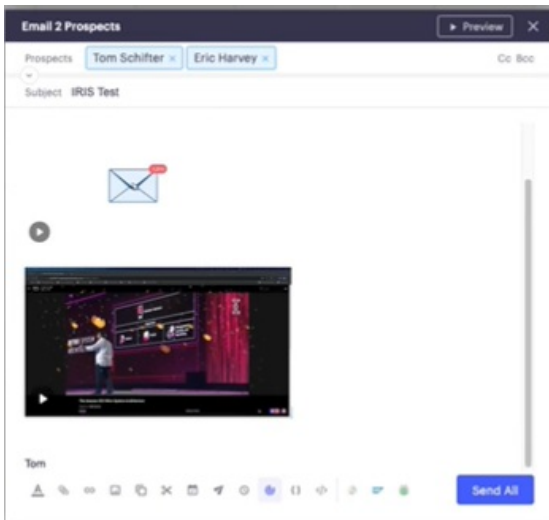 Email 2 Prospects
Preview
Prospects Tom Schifter × Eric Harvey × Cc Bcc
Subject IRIS Test
Tom
Send All